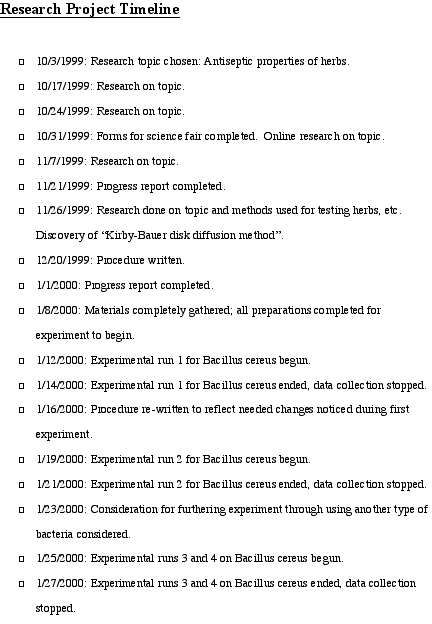 Research Project Timeline
10/3/1999: Research topic chosen: Antiseptic properties of herbs.
10/17/1999: Research on topic.
10/24/1999: Research on topic.
10/31/1999: Forms for science fair completed. Online research on topic.
11/7/1999: Research on topic.
11/21/1999: Progress report completed.
11/26/1999: Research done on topic and methods used for testing herbs, etc.
Discovery of “Kirby-Bauer disk diffusion method”.
12/20/1999: Procedure written.
1/1/2000: Progress report completed.
1/8/2000: Materials completely gathered; all preparations completed for
experiment to begin.
1/12/2000: Experimental run 1 for Bacillus cereus begun.
1/14/2000: Experimental run 1 for Bacillus cereus ended, data collection stopped.
1/16/2000: Procedure re-written to reflect needed changes noticed during first
experiment.
1/19/2000: Experimental run 2 for Bacillus cereus begun.
1/21/2000: Experimental run 2 for Bacillus cereus ended, data collection stopped.
1/23/2000: Consideration for furthering experiment through using another type of
bacteria considered.
1/25/2000: Experimental runs 3 and 4 on Bacillus cereus begun.
1/27/2000: Experimental runs 3 and 4 on Bacillus cereus ended, data collection
stopped.